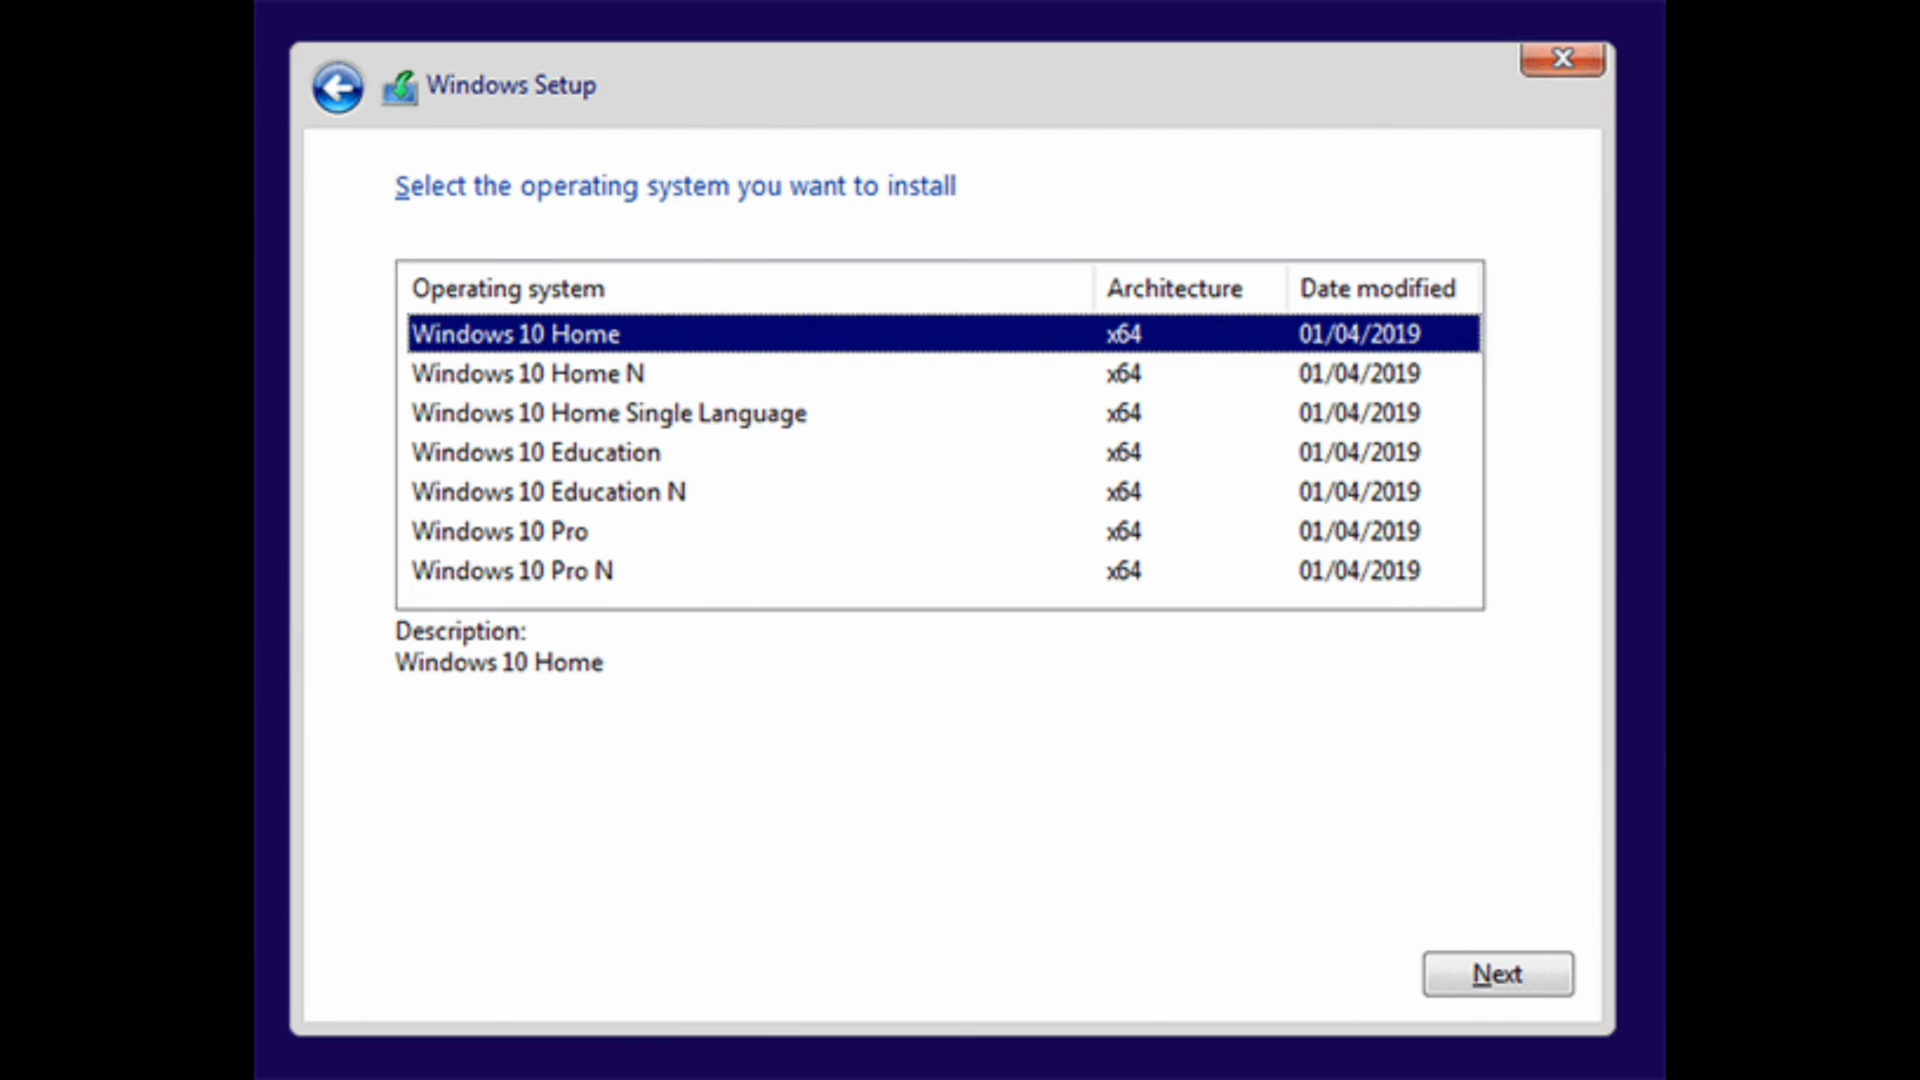 Windows Setup
Select the operating system you want to install
Operating system Architecture Date modified
Windows 10 Home x64 01/04/2019
Windows 10 Home N x64 01/04/2019
Windows 10 Home Single Language x64 01/04/2019
Windows 10 Education x64 01/04/2019
Windows 10 Education N x64 01/04/2019
Windows 10 Pro x64 01/04/2019
Windows 10 Pro N x64 01/04/2019
Description:
Windows 10 Home
Next